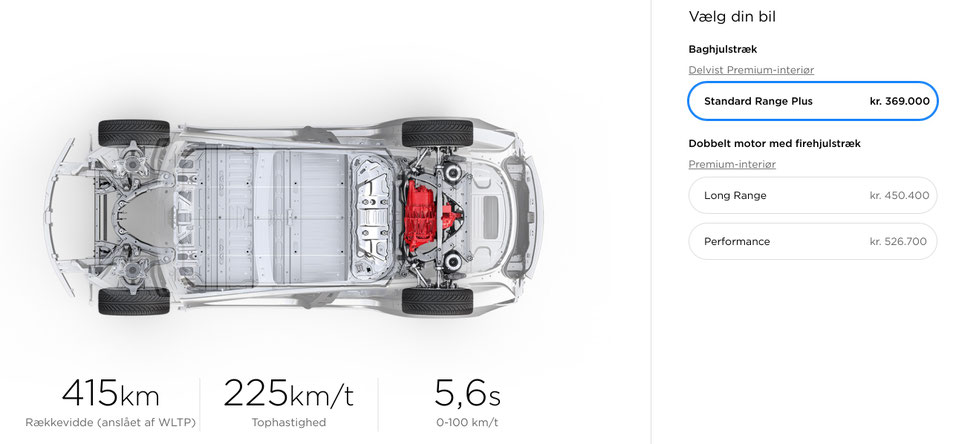 Vælg din bil
Baghjulstræk
Delvist Premium-interiør
Standard Range Plus kr. 369.000
Dobbelt motor med firehjulstræk
Premium-interiør
Long Range kr. 450.400
Performance kr. 526.700
415km 225km/t 5,6s
Rækkevidde (anslået af WLTP) Tophastighed 0-100 km/t